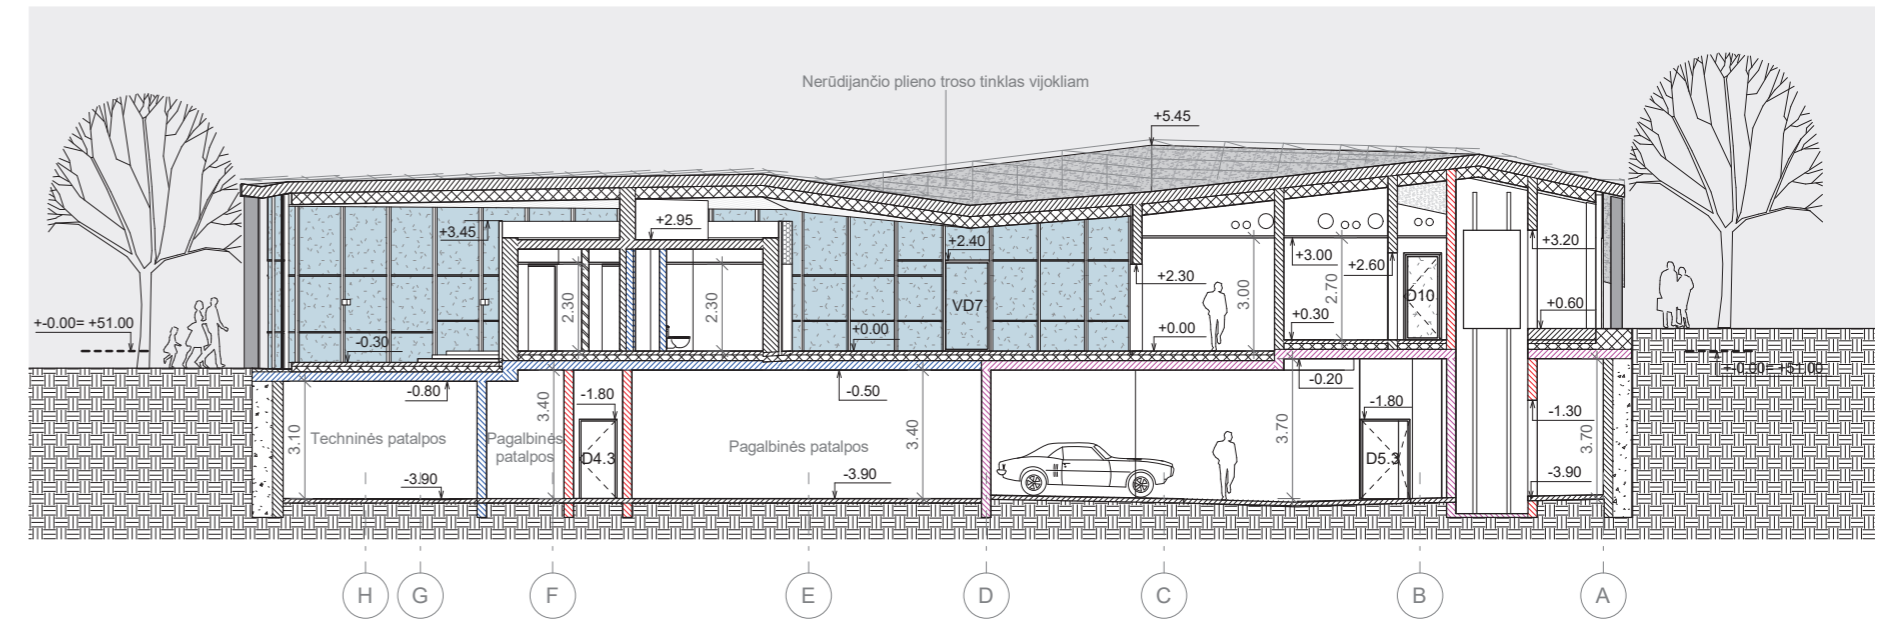 Nerūdijančio plieno troso tinklas vijokliam
+5.45
+2.95
+3.45
+2.40
+3.20
+3.00
+2.60
+2.30
2.30
2.30
3.00
2.70
VD7
D10
+-0.00= +51.00
-0.30
+0.00
+0.00
+0.30
+0.60
+-0.00= +51.00
-0.80
-0.50
-0.20
-1.80
-1.80
-1.30
3.10
3.40
3.40
3.70
3.70
Techninės patalpos
Pagalbinės
patalpos
Pagalbinės patalpos
D4.3
D5.3
-3.90
-3.90
-3.90
H
G
F
E
D
C
B
A